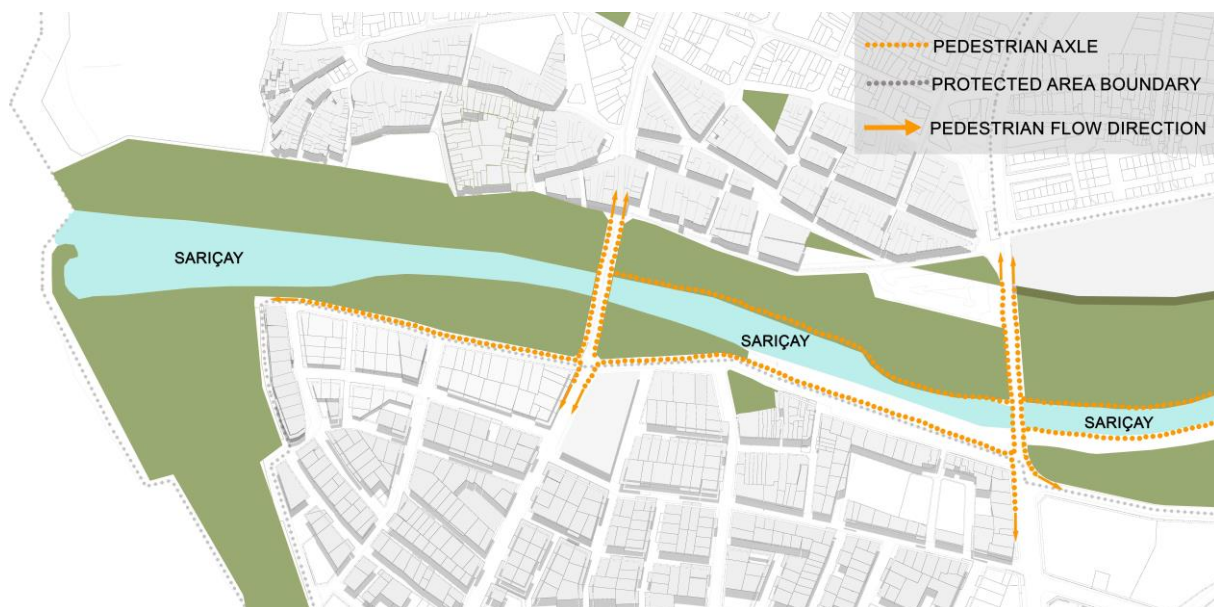 PEDESTRIAN AXLE
PROTECTED AREA BOUNDARY
PEDESTRIAN FLOW DIRECTION
SARIÇAY
SARIÇAY
SARIÇAY